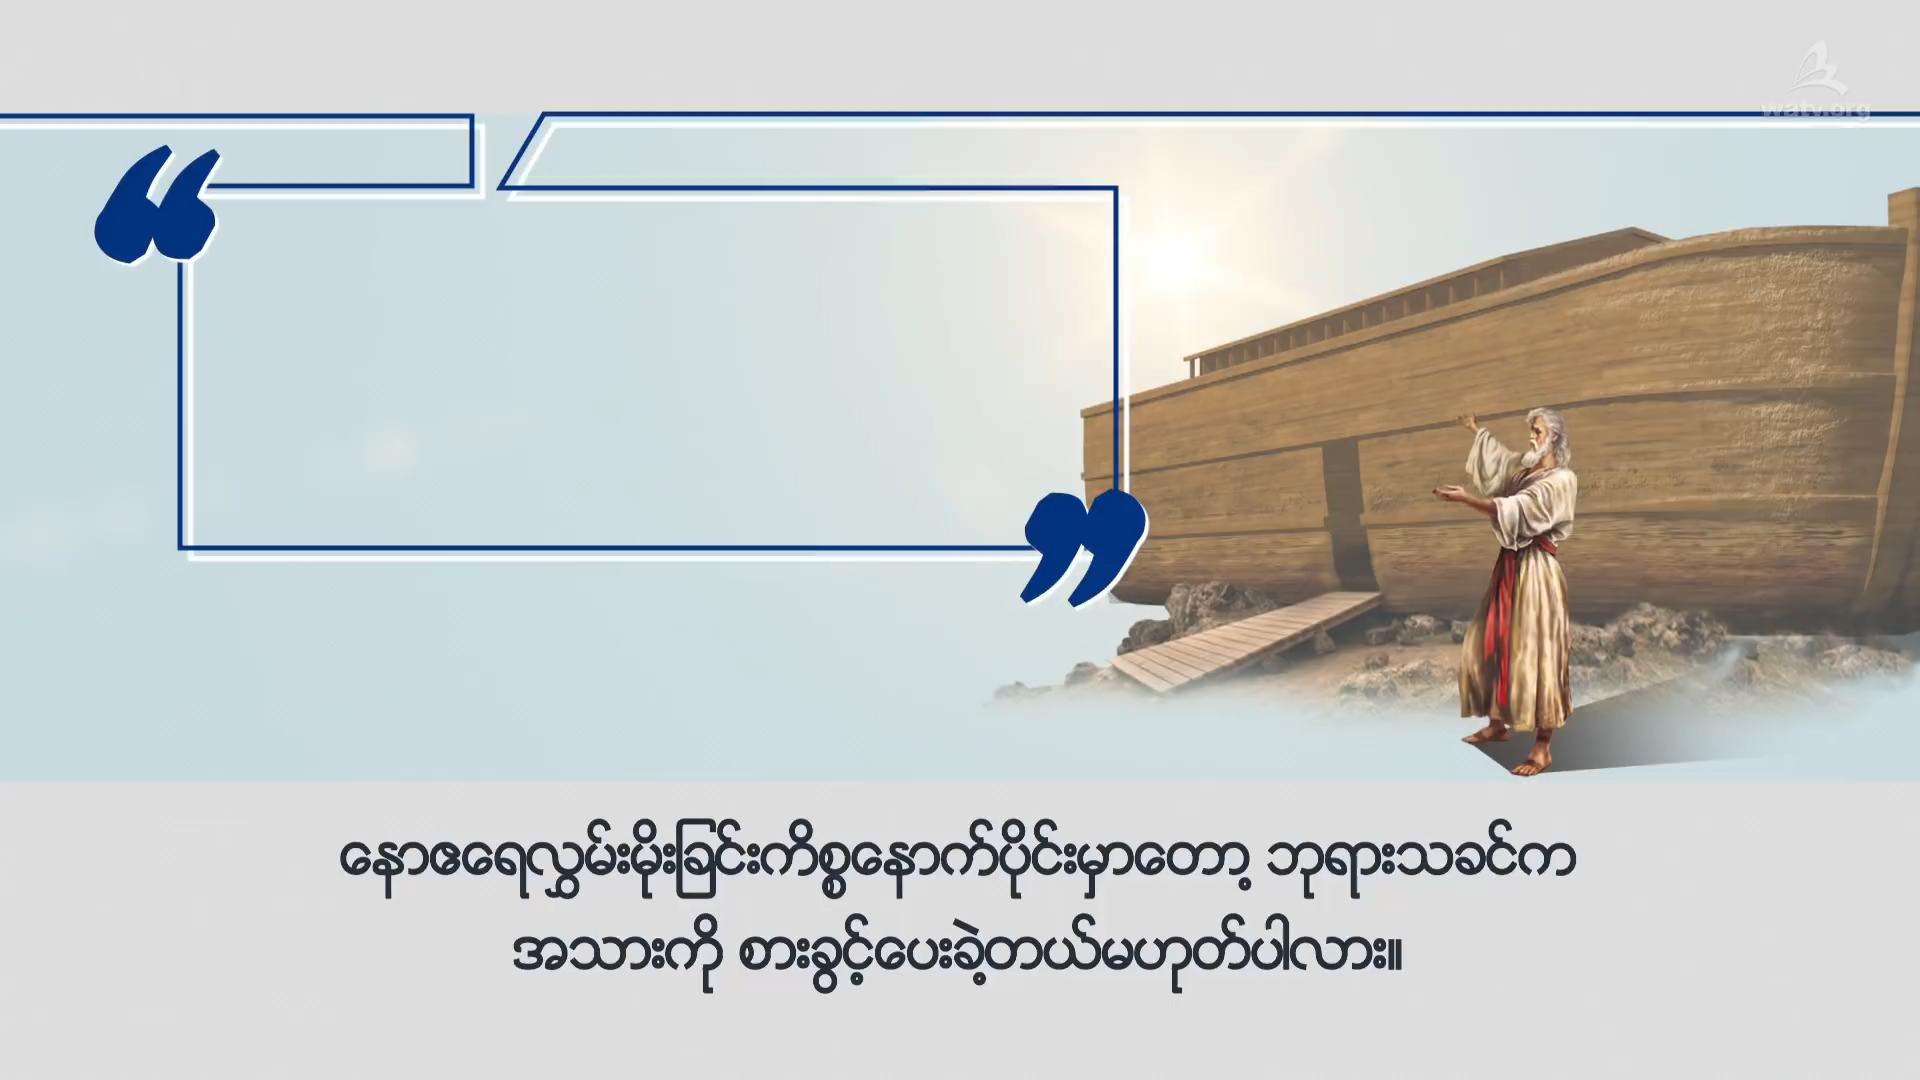 watv.org
နောဧရေလွှမ်းမိုးခြင်းကိစ္စနောက်ပိုင်းမှာတော့ ဘုရားသခင်က
အသားကို စားခွင့်ပေးခဲ့တယ်မဟုတ်ပါလား။